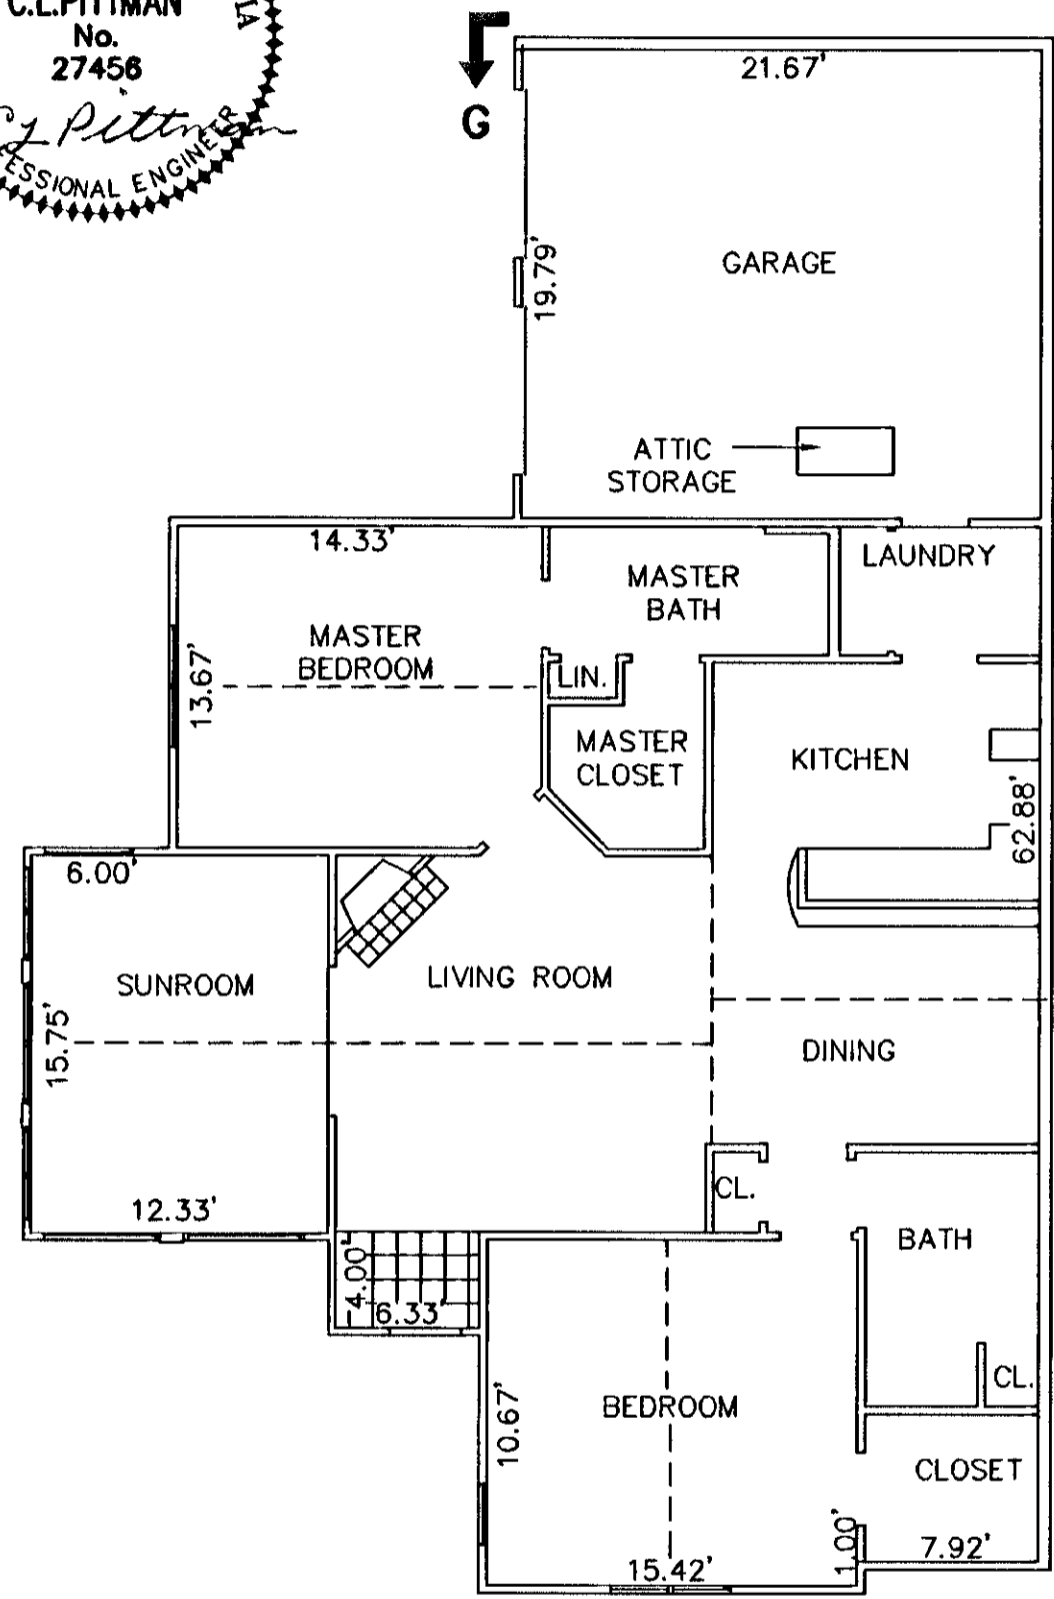 C.L.PITTMAN
No.
27456
C L Pittman
ESSIONAL ENGINEER
IA
G
21.67'
19.79'
GARAGE
ATTIC
STORAGE
14.33'
LAUNDRY
MASTER
BATH
MASTER
BEDROOM
13.67'
LIN.
MASTER
CLOSET
KITCHEN
62.88'
6.00'
SUNROOM
LIVING ROOM
15.75'
DINING
12.33'
CL.
BATH
4.00'
6.33'
CL.
BEDROOM
10.67'
CLOSET
1.00'
7.92'
15.42'